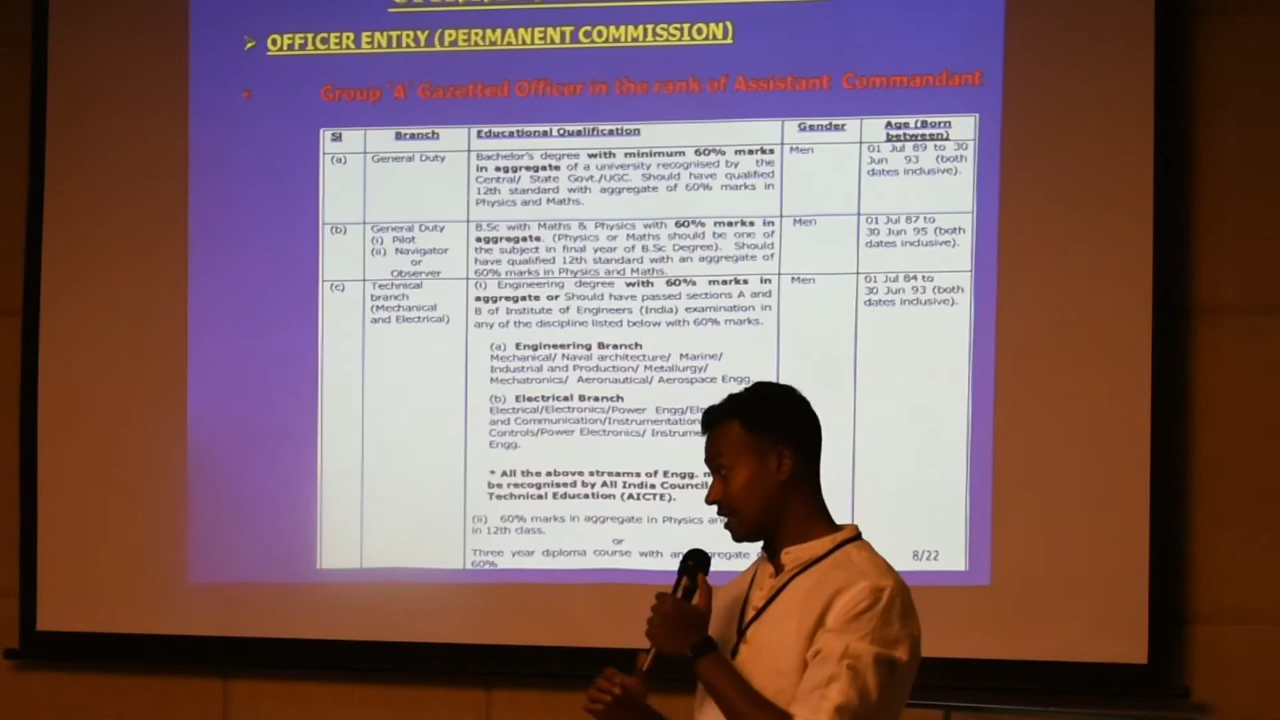 ➢ OFFICER ENTRY (PERMANENT COMMISSION)
• Group 'A' Gazetted Officer in the rank of Assistant Commandant
Sl Branch Educational Qualification Gender Age (Born between)
(a) General Duty
Bachelor's degree with minimum 60% marks
in aggregate of a university recognised by the
Central/ State Govt./UGC. Should have qualified
12th standard with aggregate of 60% marks in
Physics and Maths.
Men
01 Jul 89 to 30
Jun 93 (both
dates inclusive).
(b) General Duty
(i) Pilot
(ii) Navigator
or
Observer
B.Sc with Maths & Physics with 60% marks in
aggregate. (Physics or Maths should be one of
the subject in final year of B.Sc Degree). Should
have qualified 12th standard with an aggregate of
60% marks in Physics and Maths.
Men
01 Jul 87 to
30 Jun 95 (both
dates inclusive).
(c) Technical
branch
(Mechanical
and Electrical)
(i) Engineering degree with 60% marks in
aggregate or Should have passed sections A and
B of Institute of Engineers (India) examination in
any of the discipline listed below with 60% marks.
(a) Engineering Branch
Mechanical/ Naval architecture/ Marine/
Industrial and Production/ Metallurgy/
Mechatronics/ Aeronautical/ Aerospace Engg.
(b) Electrical Branch
Electrical/Electronics/Power Engg/
and Communication/Instrumentation
Controls/Power Electronics/
Engg.
* All the above streams of Engg.
be recognised by All India Council
Technical Education (AICTE).
(ii) 60% marks in aggregate in Physics
in 12th class.
or
Three year diploma course with
60%
Men
01 Jul 84 to
30 Jun 93 (both
dates inclusive).
8/22